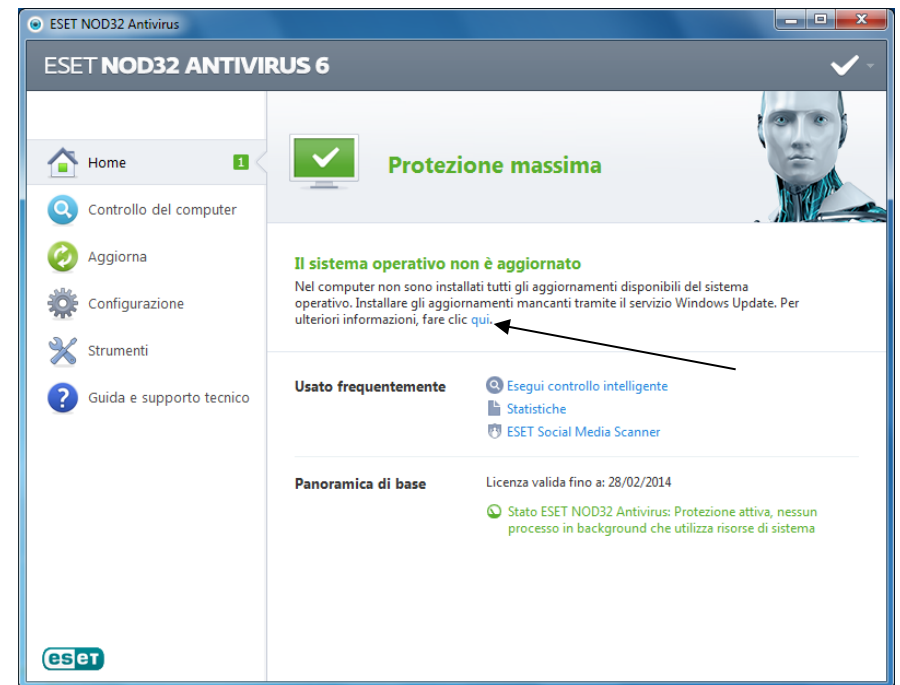 ESET NOD32 Antivirus
ESET NOD32 ANTIVIRUS 6
Home 1
Controllo del computer
Aggiorna
Configurazione
Strumenti
Guida e supporto tecnico
Protezione massima
Il sistema operativo non è aggiornato
Nel computer non sono installati tutti gli aggiornamenti disponibili del sistema
operativo. Installare gli aggiornamenti mancanti tramite il servizio Windows Update. Per
ulteriori informazioni, fare clic qui.
Usato frequentemente
Esegui controllo intelligente
Statistiche
ESET Social Media Scanner
Panoramica di base
Licenza valida fino a: 28/02/2014
Stato ESET NOD32 Antivirus: Protezione attiva, nessun
processo in background che utilizza risorse di sistema
eseT